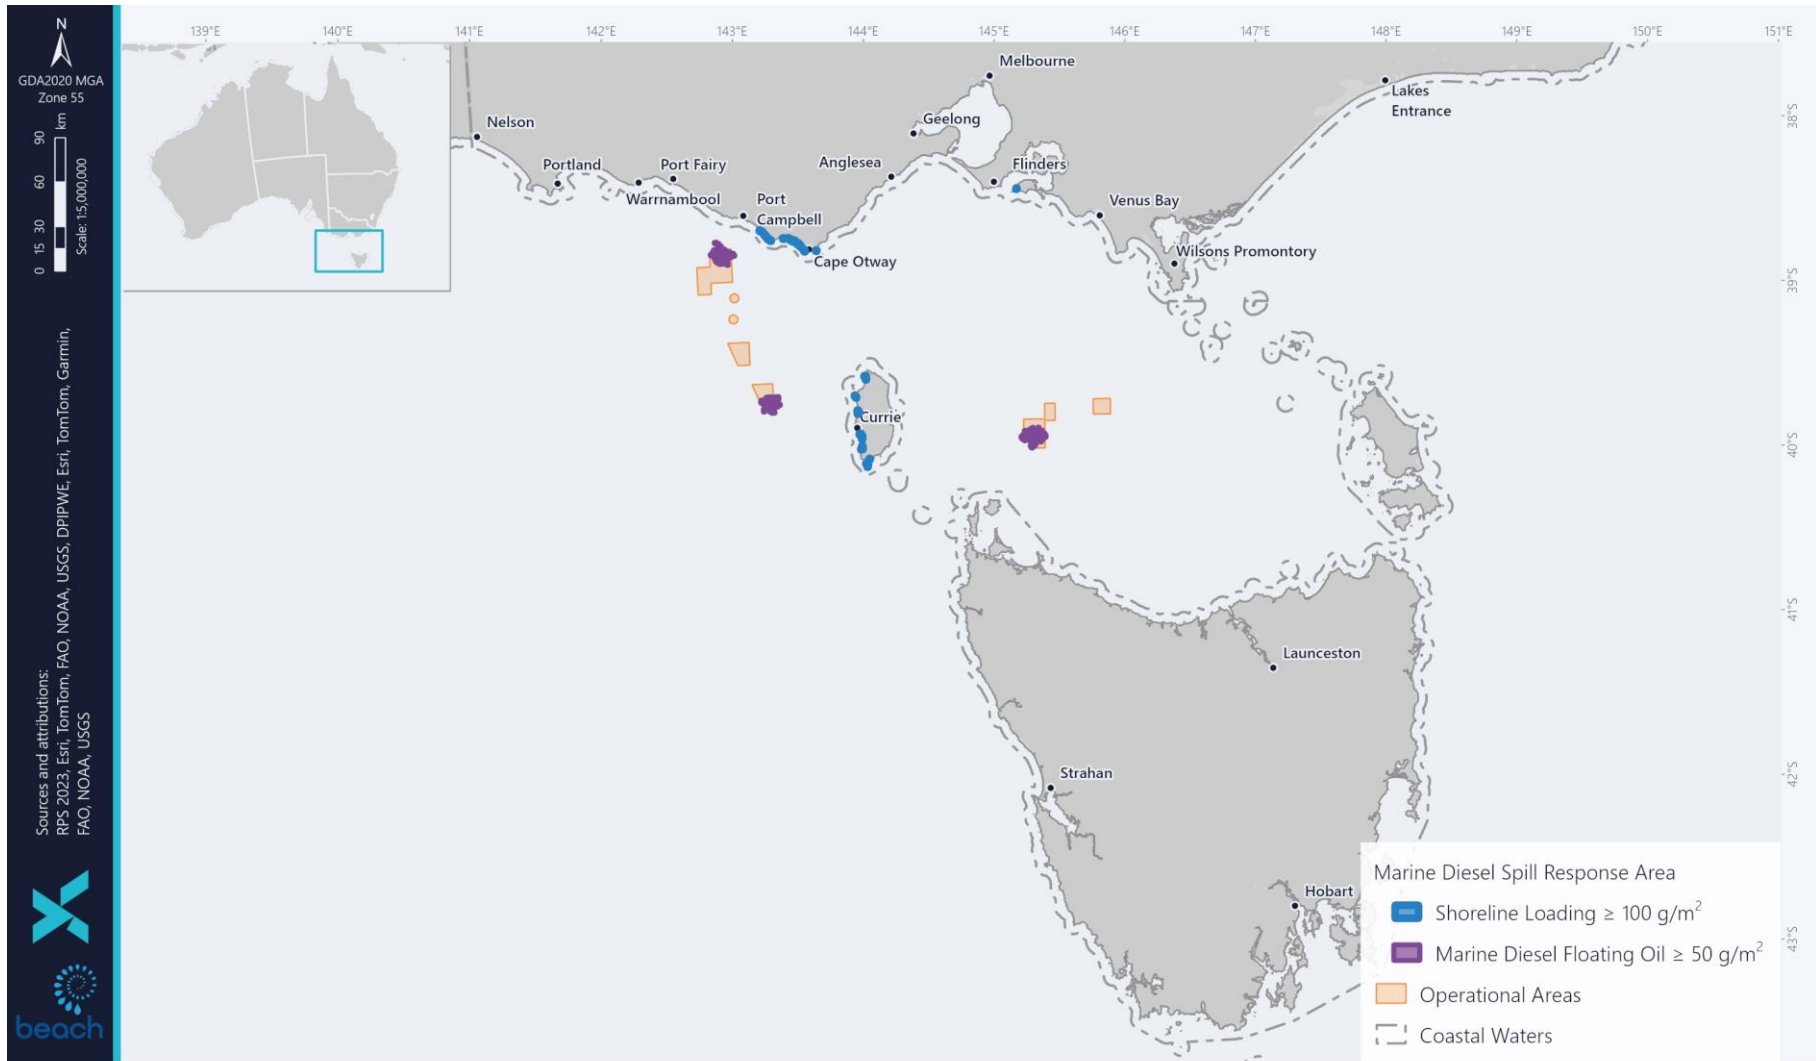 N
GDA2020 MGA
Zone 55
0 15 30 60 90
km
Scale: 1:5,000,000
Sources and attributions:
RPS 2023, Esri, TomTom, FAO, NOAA, USGS, DPIPWE, Esri, TomTom, Garmin,
FAO, NOAA, USGS
beach
139°E 140°E 141°E 142°E 143°E 144°E 145°E 146°E 147°E 148°E 149°E 150°E 151°E
38°S
39°S
40°S
41°S
42°S
43°S
Melbourne
Lakes
Entrance
Nelson
Geelong
Portland
Port Fairy
Anglesea
Flinders
Warrnambool
Port
Campbell
Venus Bay
Cape Otway
Wilsons Promontory
Currie
Launceston
Strahan
Hobart
Marine Diesel Spill Response Area
Shoreline Loading ≥ 100 g/m²
Marine Diesel Floating Oil ≥ 50 g/m²
Operational Areas
Coastal Waters